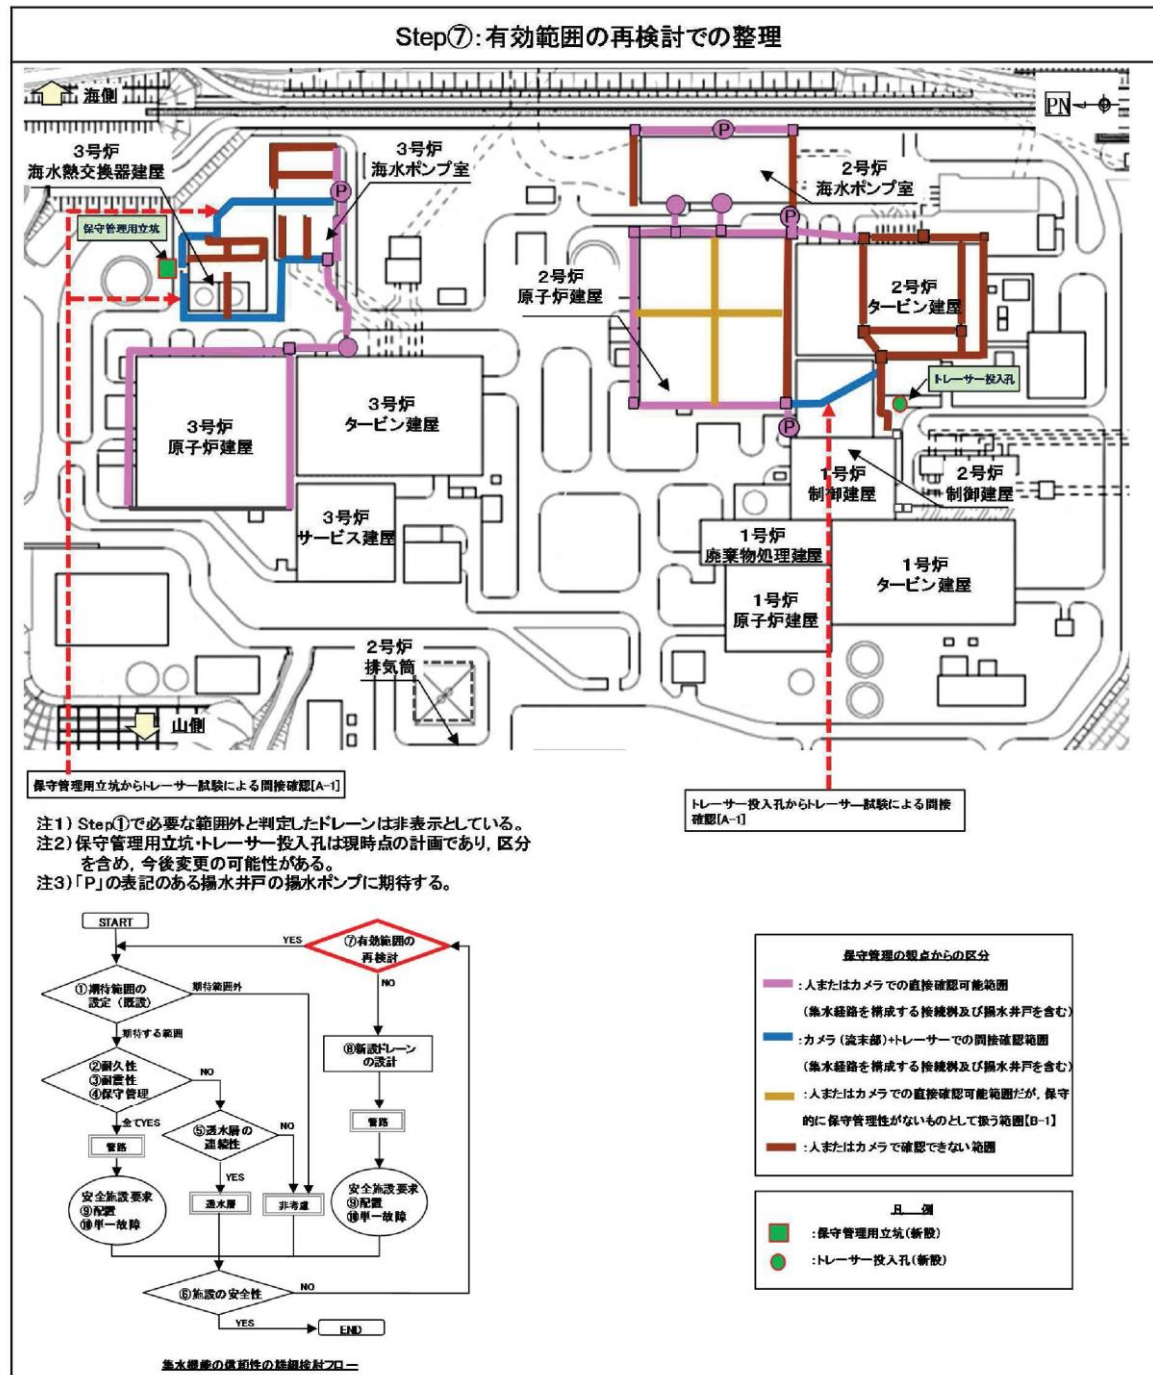 Step⑦:有効範囲の再検討での整理
海側
PN
3号炉
海水熱交換器建屋
3号炉
海水ポンプ室
2号炉
海水ポンプ室
保守管理用立坑
P
P
P
P
2号炉
原子炉建屋
2号炉
タービン建屋
トレーサー投入孔
3号炉
原子炉建屋
3号炉
タービン建屋
3号炉
サービス建屋
1号炉
制御建屋
2号炉
制御建屋
1号炉
廃棄物処理建屋
1号炉
タービン建屋
1号炉
原子炉建屋
2号炉
排気筒
山側
保守管理用立坑からトレーサー試験による間接確認[A-1]
トレーサー投入孔からトレーサー試験による間接
確認[A-1]
注1) Step①で必要な範囲外と判定したドレーンは非表示としている。
注2) 保守管理用立坑・トレーサー投入孔は現時点の計画であり, 区分
を含め, 今後変更の可能性がある。
注3)「P」の表記のある揚水井戸の揚水ポンプに期待する。
START
YES
⑦有効範囲の
再検討
①期待範囲の
設定（既設）
期待範囲外
NO
期待する範囲
⑧新設ドレーン
の設計
②耐久性
③耐震性
④保守管理
NO
全てYES
⑤透水層の
連続性
NO
管路
管路
YES
安全施設要求
⑨配置
⑩単一故障
透水層
非考慮
安全施設要求
⑨配置
⑩単一故障
⑥施設の安全性
NO
YES
END
集水機能の信頼性の詳細検討フロー
保守管理の観点からの区分
:人またはカメラでの直接確認可能範囲
(集水経路を構成する接続桝及び揚水井戸を含む)
:カメラ(流末部)+トレーサーでの間接確認範囲
(集水経路を構成する接続桝及び揚水井戸を含む)
:人またはカメラでの直接確認可能範囲だが, 保守
的に保守管理性がないものとして扱う範囲【B-1】
:人またはカメラで確認できない範囲
凡 例
:保守管理用立坑(新設)
:トレーサー投入孔(新設)